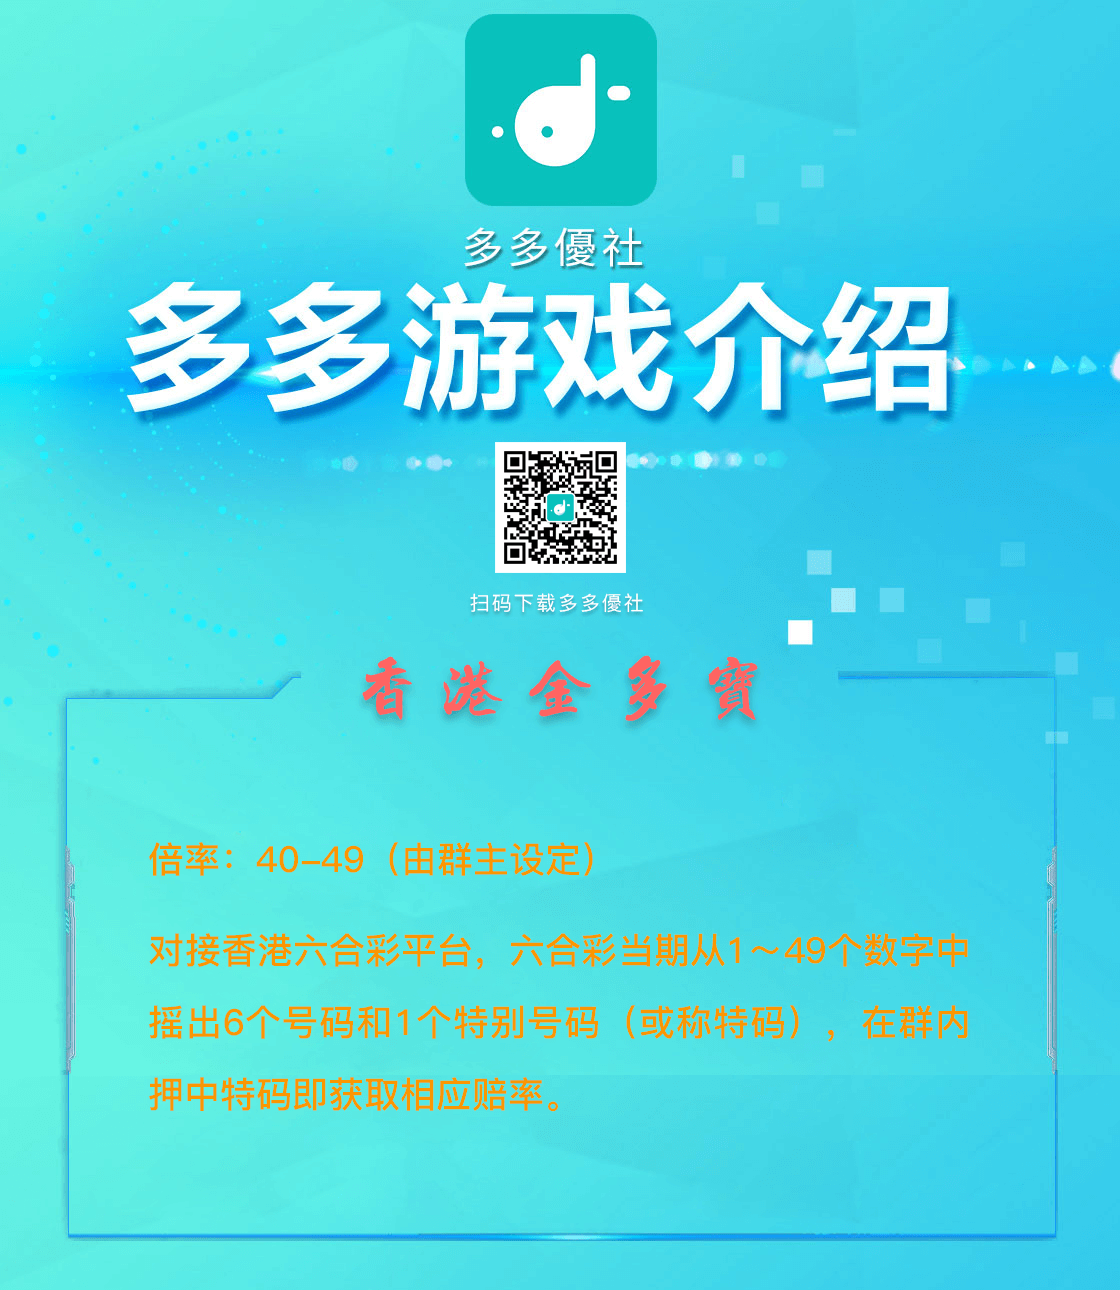 多多優社
多多游戏介绍
扫码下载多多優社
香港金多寶
倍率：40-49（由群主设定）
对接香港六合彩平台，六合彩当期从1～49个数字中
摇出6个号码和1个特别号码（或称特码），在群内
押中特码即获取相应赔率。